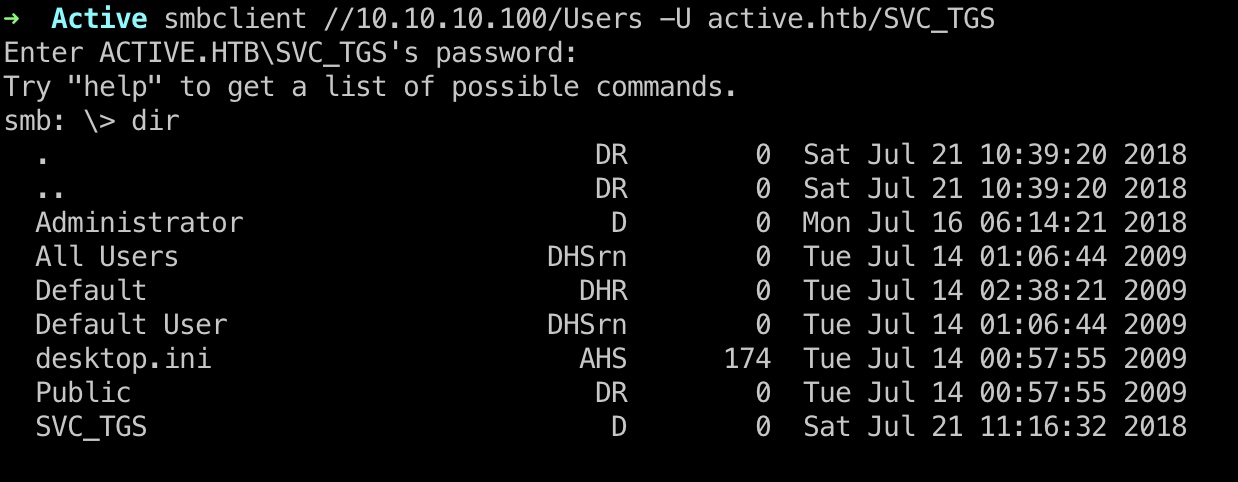 → Active smbclient //10.10.10.100/Users -U active.htb/SVC_TGS
Enter ACTIVE.HTB\SVC_TGS's password:
Try "help" to get a list of possible commands.
smb: \> dir
. DR 0 Sat Jul 21 10:39:20 2018
.. DR 0 Sat Jul 21 10:39:20 2018
Administrator D 0 Mon Jul 16 06:14:21 2018
All Users DHSrn 0 Tue Jul 14 01:06:44 2009
Default DHR 0 Tue Jul 14 02:38:21 2009
Default User DHSrn 0 Tue Jul 14 01:06:44 2009
desktop.ini AHS 174 Tue Jul 14 00:57:55 2009
Public DR 0 Tue Jul 14 00:57:55 2009
SVC_TGS D 0 Sat Jul 21 11:16:32 2018